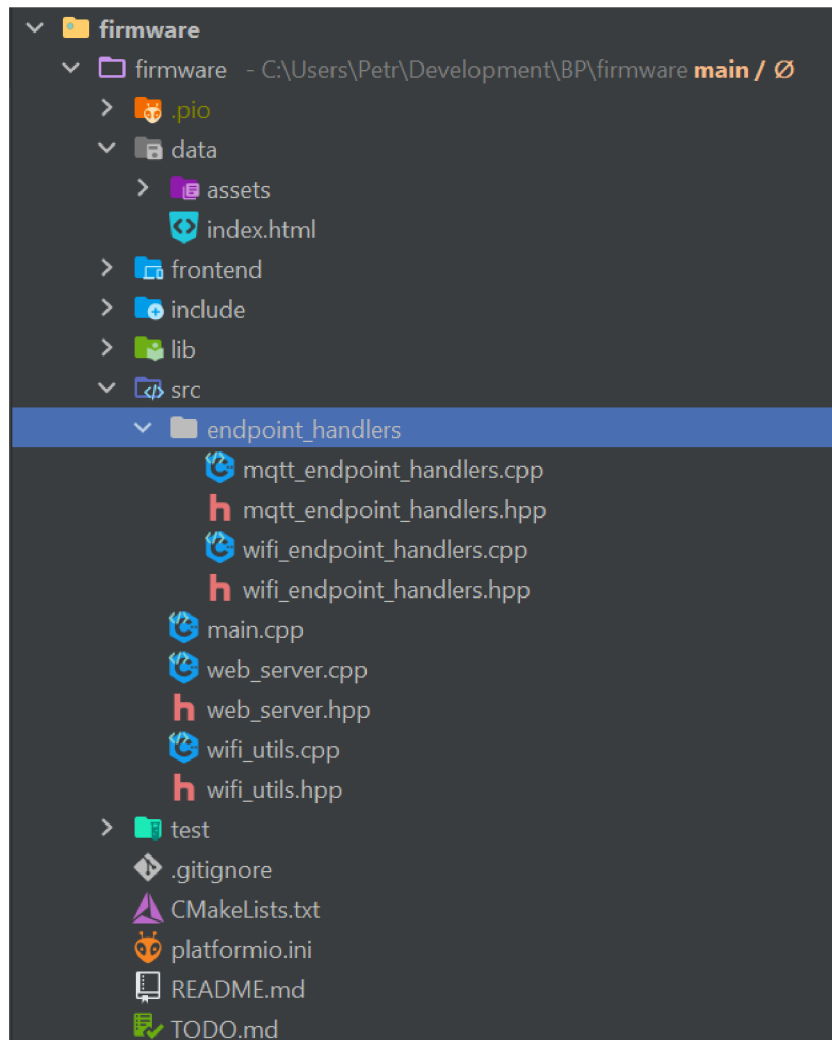 firmware
firmware - C:\Users\Petr\Development\BP\firmware main / Ø
.pio
data
assets
index.html
frontend
include
lib
src
endpoint_handlers
mqtt_endpoint_handlers.cpp
mqtt_endpoint_handlers.hpp
wifi_endpoint_handlers.cpp
wifi_endpoint_handlers.hpp
main.cpp
web_server.cpp
web_server.hpp
wifi_utils.cpp
wifi_utils.hpp
test
.gitignore
CMakeLists.txt
platformio.ini
README.md
TODO.md